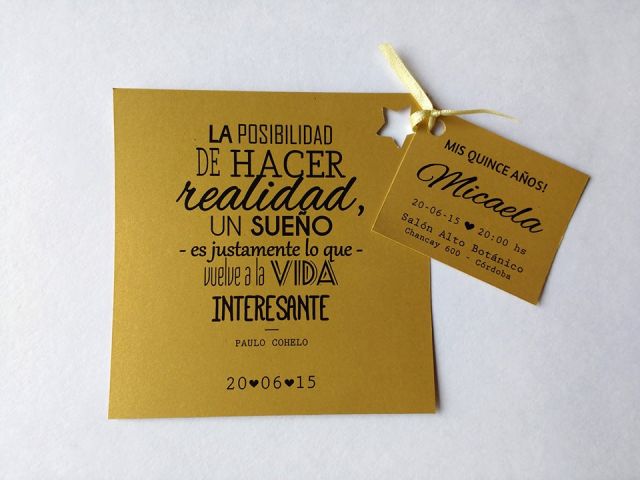 LA POSIBILIDAD
DE HACER
realidad,
UN SUEÑO
- es justamente lo que -
vuelve a la VIDA
INTERESANTE
PAULO COHELO
20♥06♥15
MIS QUINCE AÑOS!
Micaela
20-06-15 ♥ 20:00 hs
Salón Alto Botánico
Chancay 600 - Córdoba